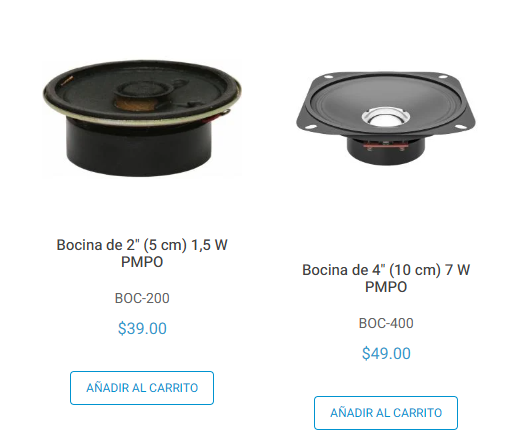 Bocina de 2" (5 cm) 1,5 W
PMPO
BOC-200
$39.00
AÑADIR AL CARRITO
Bocina de 4" (10 cm) 7 W
PMPO
BOC-400
$49.00
AÑADIR AL CARRITO